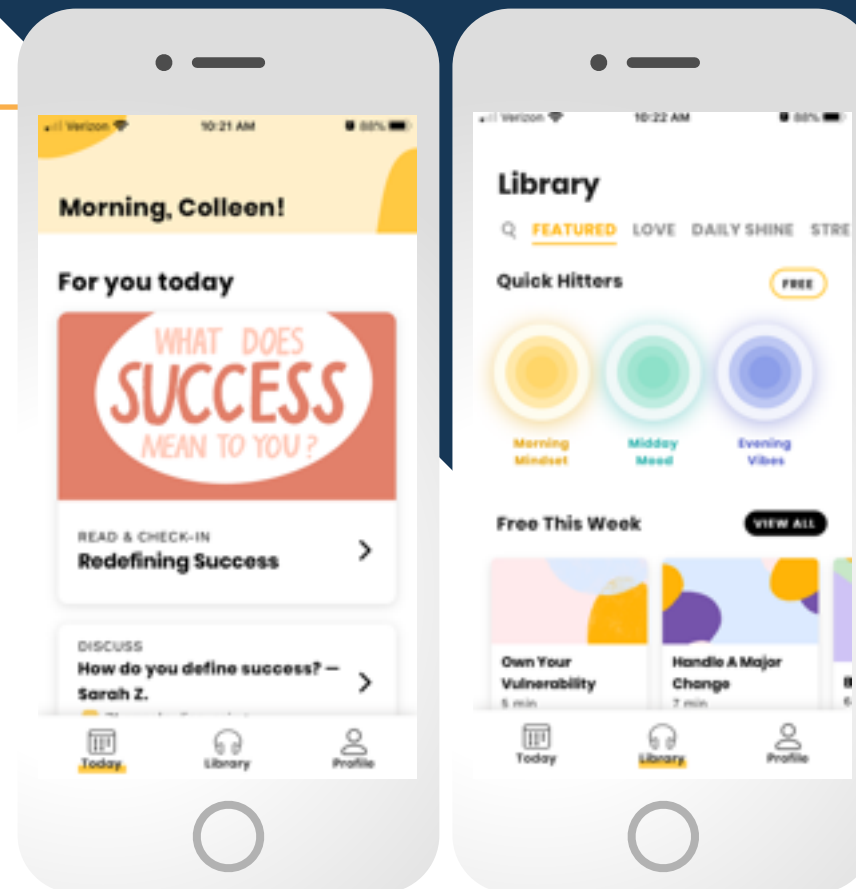 Verizon 10:21 AM 88%
Morning, Colleen!
For you today
WHAT DOES
SUCCESS
MEAN TO YOU?
READ & CHECK-IN
Redefining Success
DISCUSS
How do you define success? —
Sarah Z.
Today Library Profile
Verizon 10:22 AM 88%
Library
FEATURED LOVE DAILY SHINE STRE
Quick Hitters FREE
Morning Midday Evening
Mindset Mood Vibes
Free This Week VIEW ALL
Own Your Handle A Major
Vulnerability Change
5 min 7 min
Today Library Profile